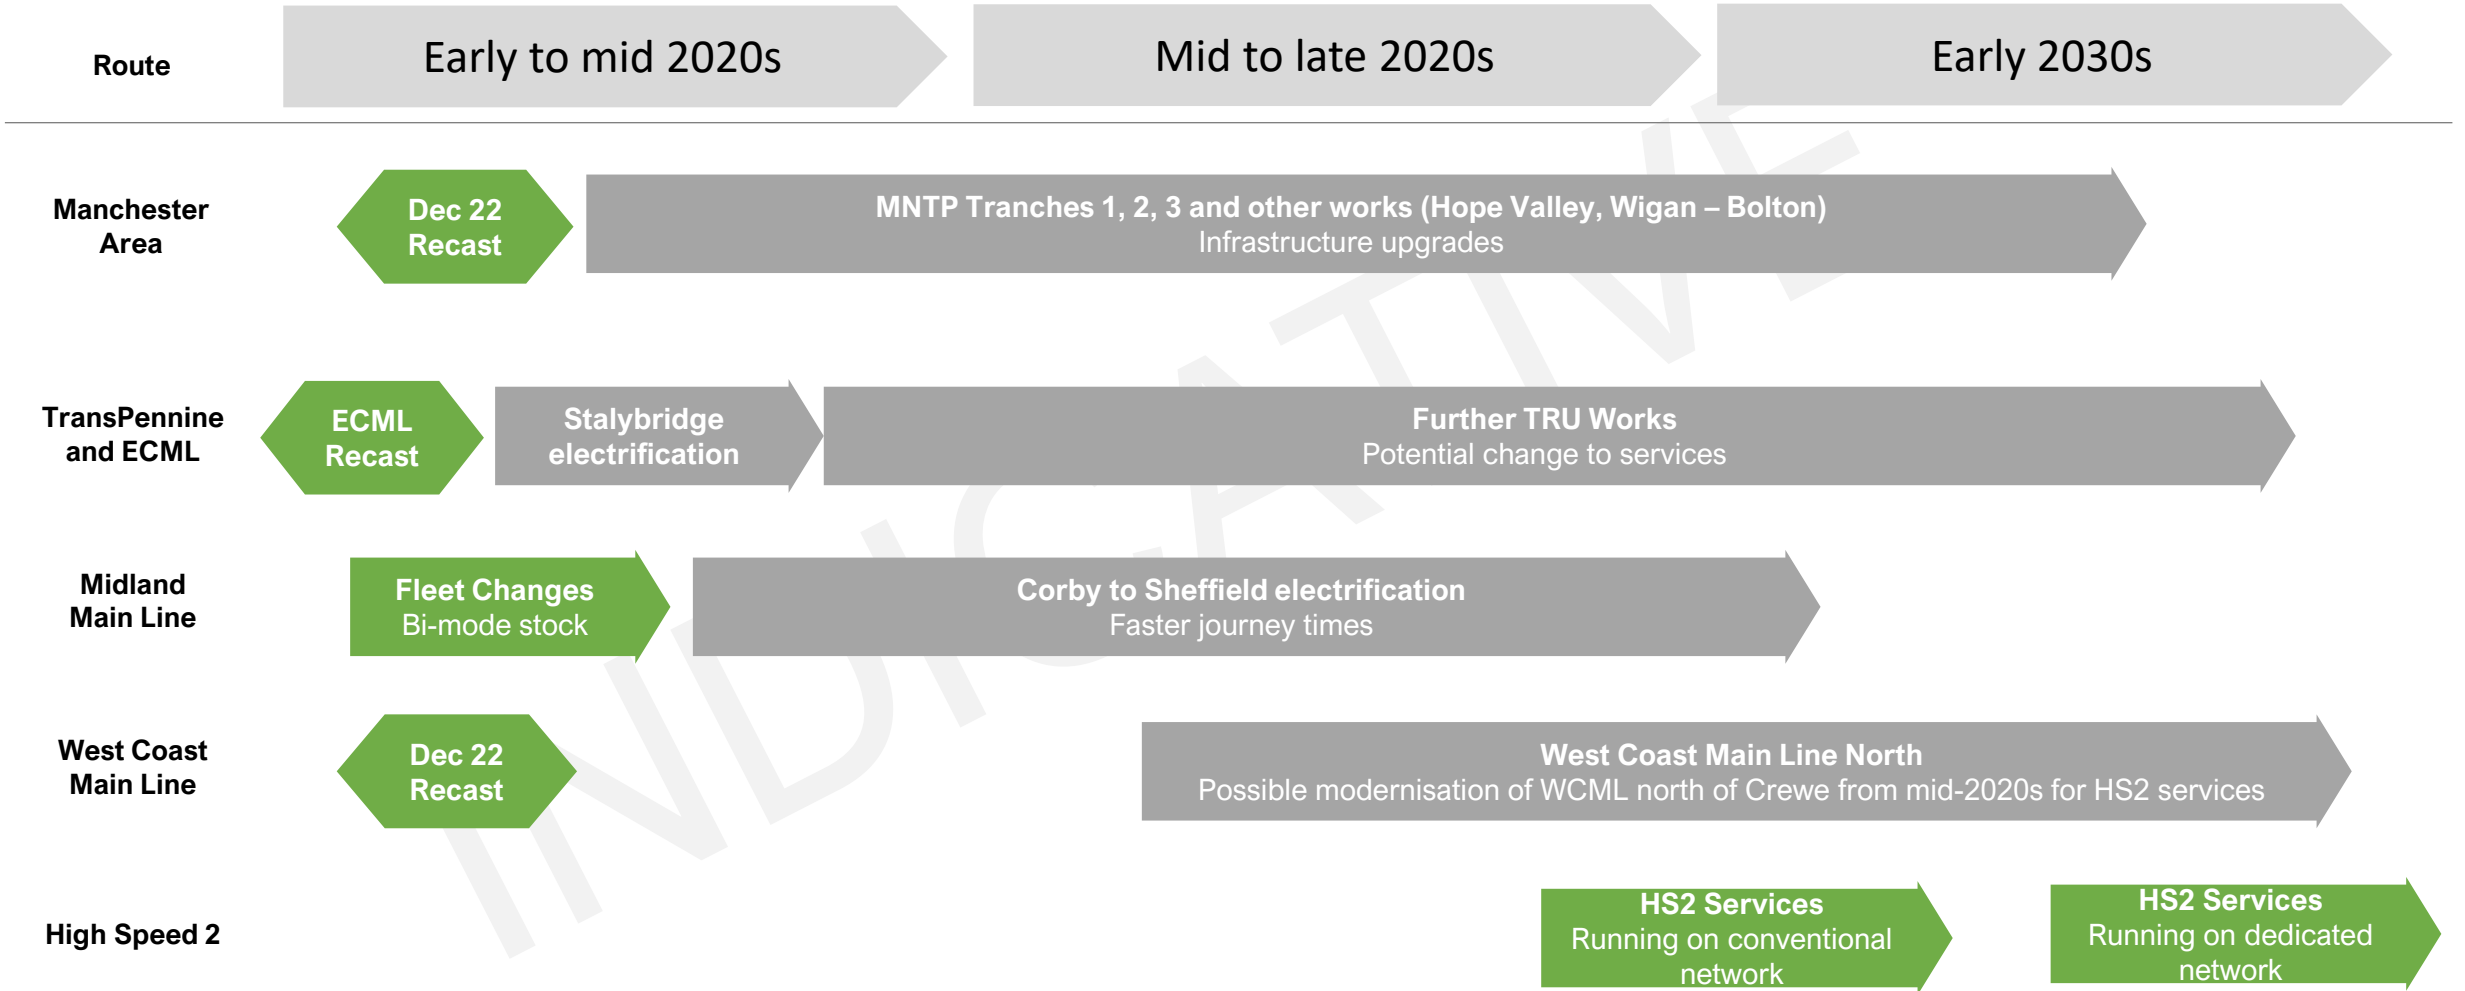 Route
Early to mid 2020s
Mid to late 2020s
Early 2030s
INDICATIVE
Manchester
Area
Dec 22
Recast
MNTP Tranches 1, 2, 3 and other works (Hope Valley, Wigan – Bolton)
Infrastructure upgrades
TransPennine
and ECML
ECML
Recast
Stalybridge
electrification
Further TRU Works
Potential change to services
Midland
Main Line
Fleet Changes
Bi-mode stock
Corby to Sheffield electrification
Faster journey times
West Coast
Main Line
Dec 22
Recast
West Coast Main Line North
Possible modernisation of WCML north of Crewe from mid-2020s for HS2 services
High Speed 2
HS2 Services
Running on conventional
network
HS2 Services
Running on dedicated
network